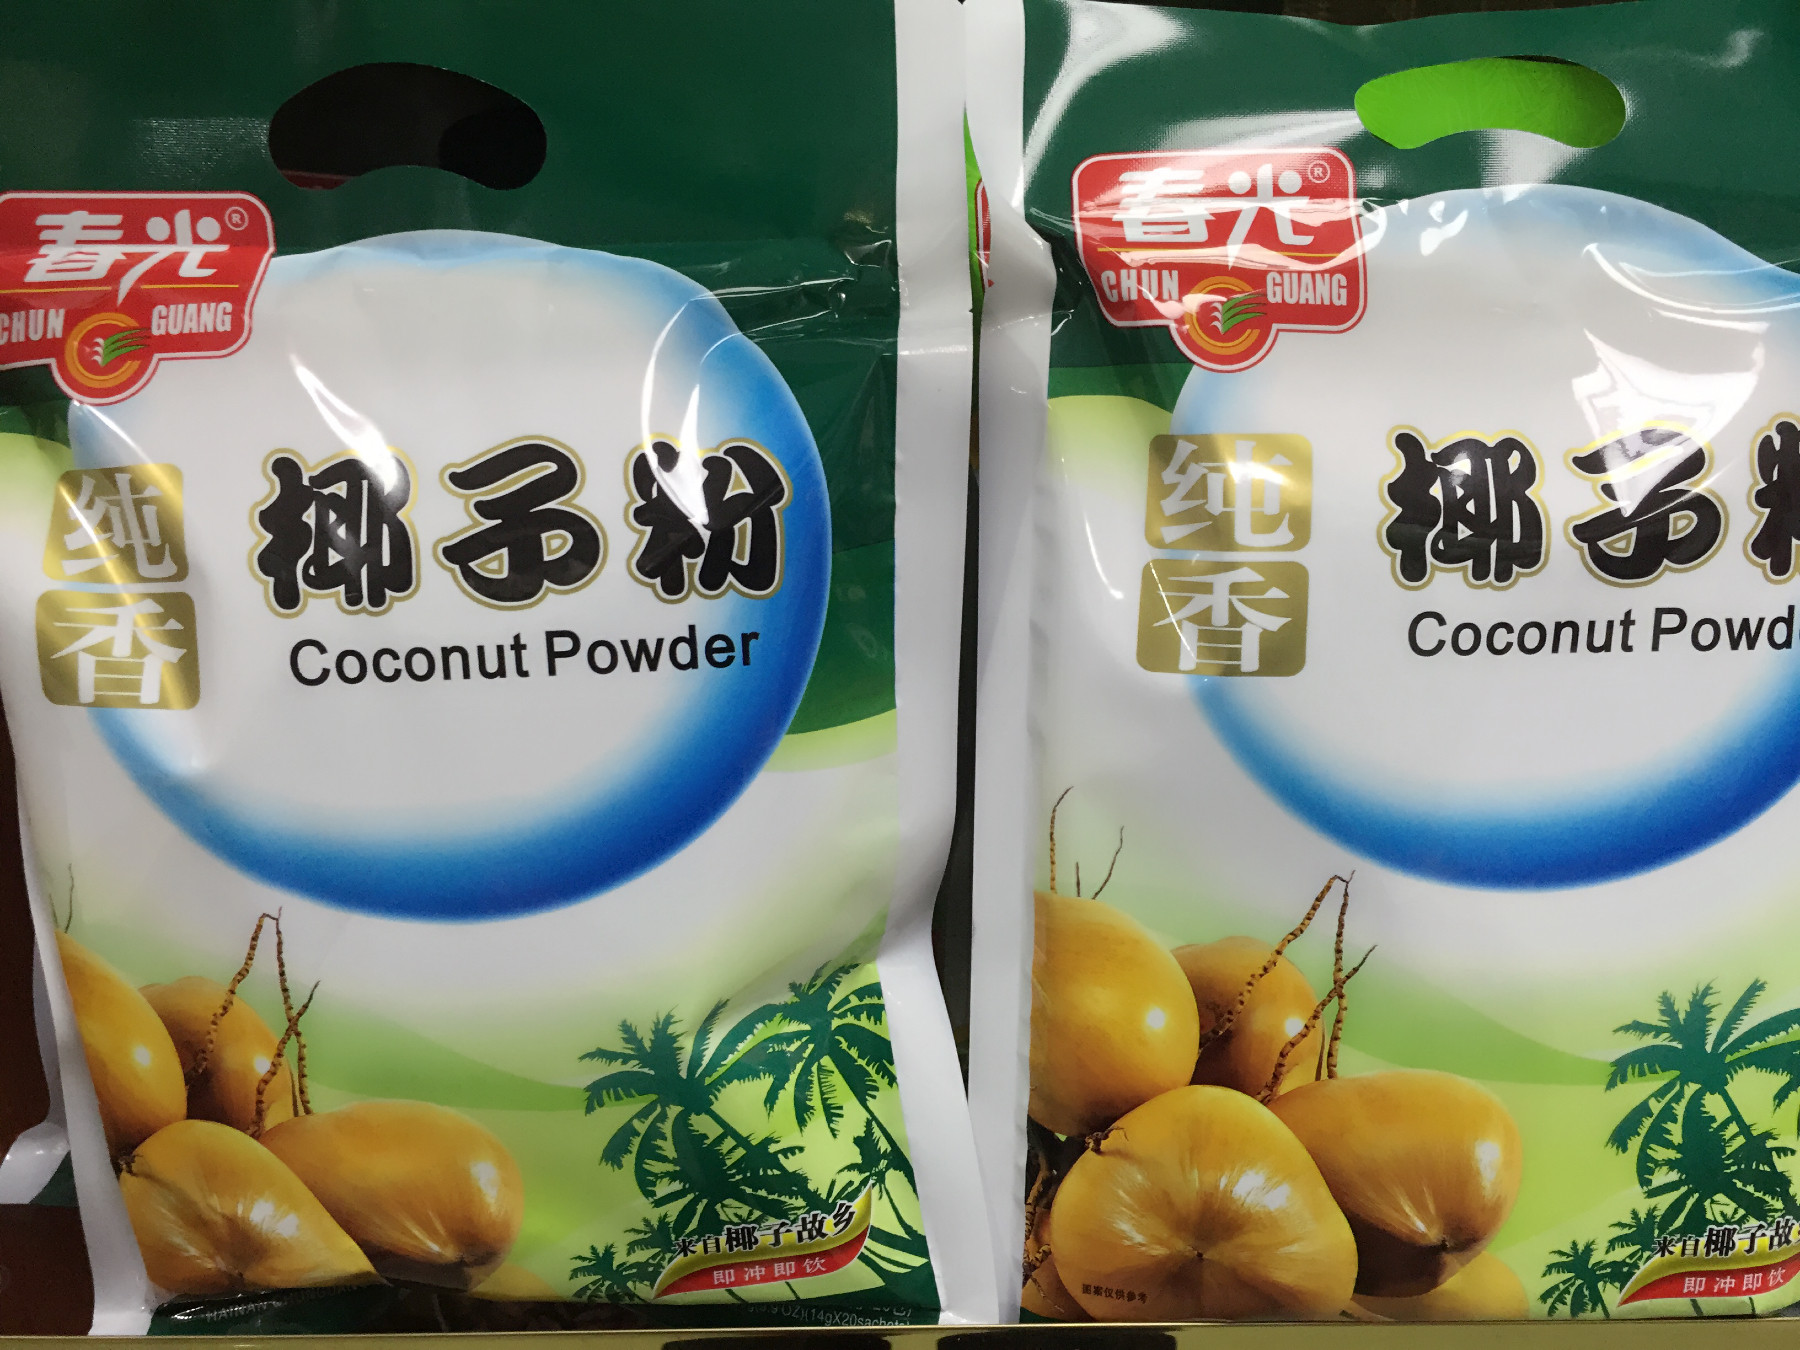 春光®
CHUN GUANG
纯香
椰子粉
Coconut Powder
来自椰子故乡
即冲即饮
(14gX20sachets)
春光®
CHUN GUANG
纯香
椰子
Coconut Powd
来自椰子故
即冲即饮
图案仅供参考